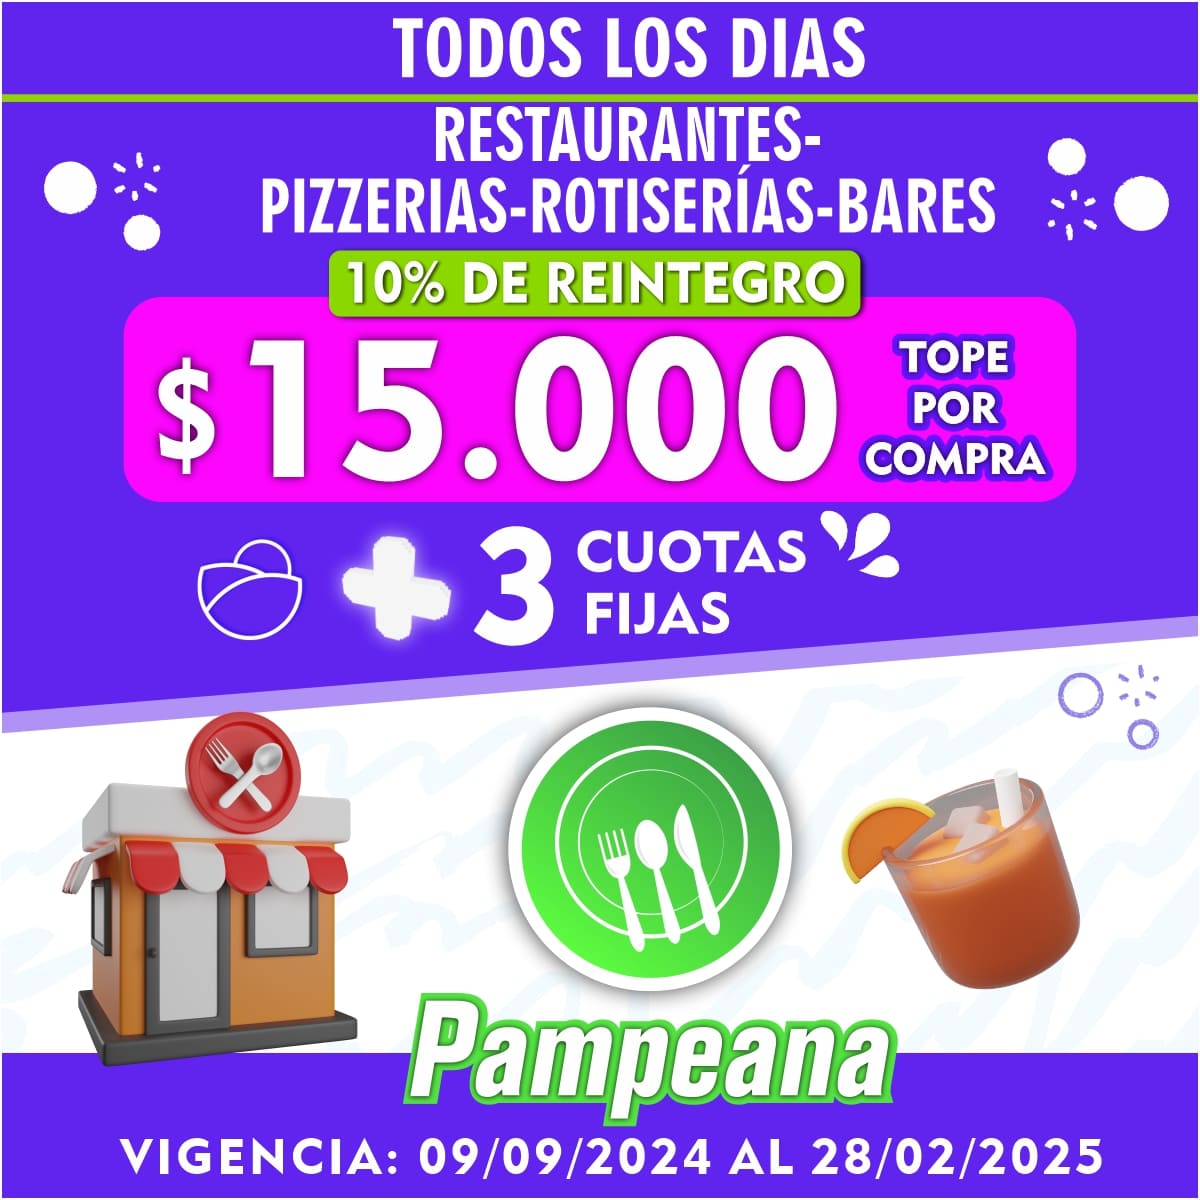 TODOS LOS DIAS
RESTAURANTES-
PIZZERIAS-ROTISERÍAS-BARES
10% DE REINTEGRO
$15.000
TOPE
POR
COMPRA
3 CUOTAS
FIJAS
Pampeana
VIGENCIA: 09/09/2024 AL 28/02/2025